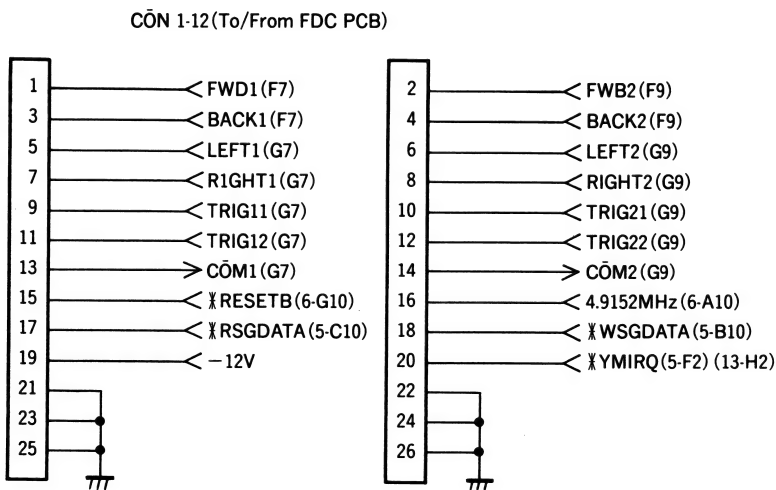 CŌN 1-12(To/From FDC PCB)
1 FWD1(F7)
3 BACK1(F7)
5 LEFT1(G7)
7 R1GHT1(G7)
9 TRIG11(G7)
11 TRIG12(G7)
13 CŌM1(G7)
15 ⁎RESETB(6-G10)
17 ⁎RSGDATA(5-C10)
19 −12V
21
23
25
2 FWB2(F9)
4 BACK2(F9)
6 LEFT2(G9)
8 RIGHT2(G9)
10 TRIG21(G9)
12 TRIG22(G9)
14 CŌM2(G9)
16 4.9152MHz(6-A10)
18 ⁎WSGDATA(5-B10)
20 ⁎YMIRQ(5-F2) (13-H2)
22
24
26